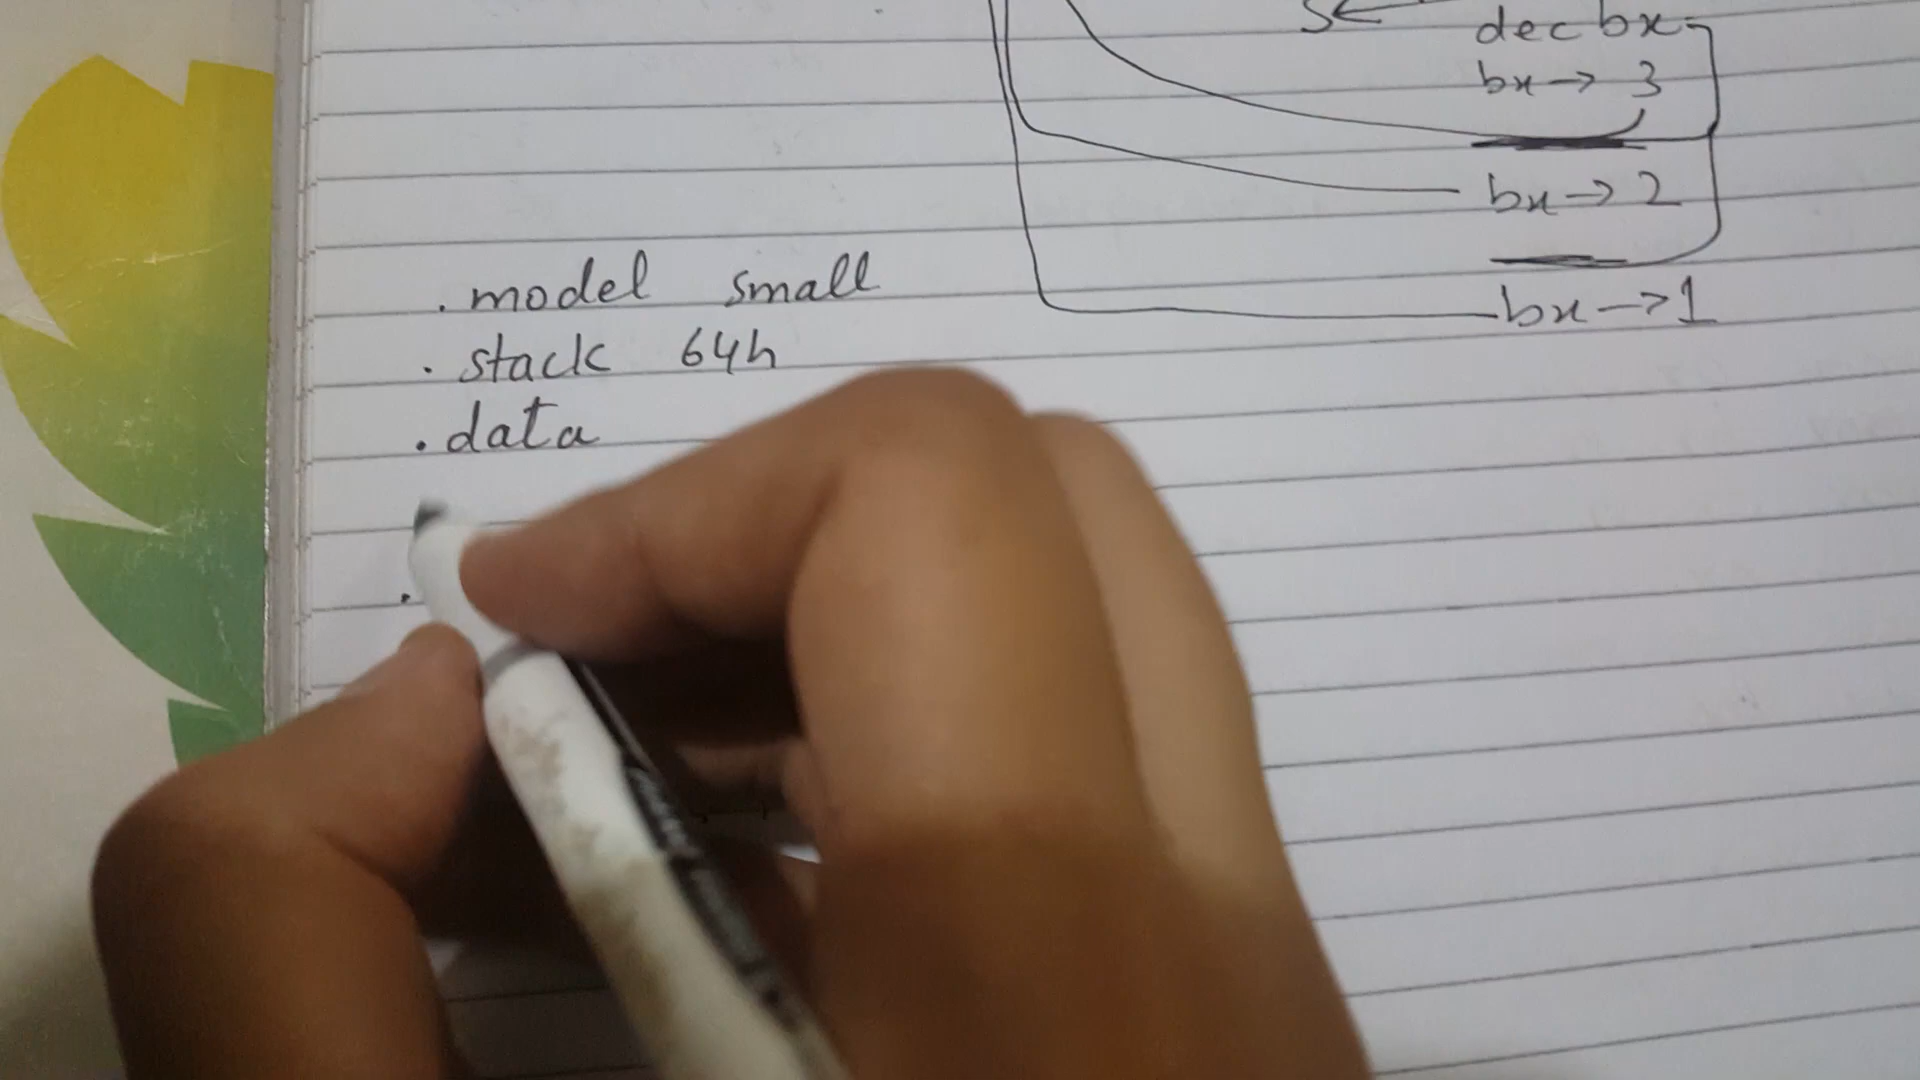 dec bx
bx → 3
bx → 2
.model small
bx → 1
.stack 64h
.data
.